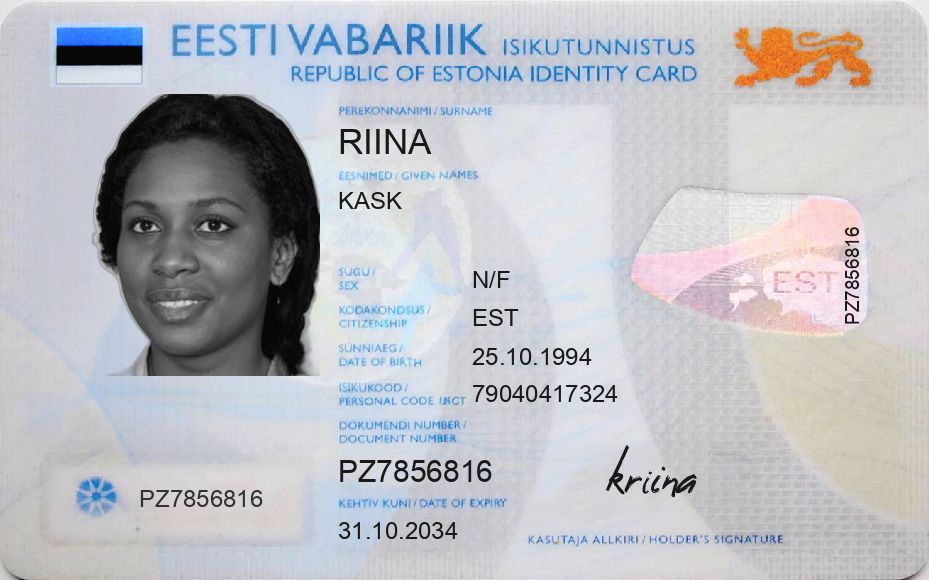 EESTI VABARIIK ISIKUTUNNISTUS
REPUBLIC OF ESTONIA IDENTITY CARD
PEREKONNANIMI / SURNAME
RIINA
EESNIMED / GIVEN NAMES
KASK
SUGU /
SEX
N/F
KODAKONDSUS /
CITIZENSHIP
EST
SÜNNIAEG /
DATE OF BIRTH
25.10.1994
ISIKUKOOD /
PERSONAL CODE
79040417324
DOKUMENDI NUMBER /
DOCUMENT NUMBER
PZ7856816
KEHTIV KUNI / DATE OF EXPIRY
31.10.2034
PZ7856816
EST
PZ7856816
kriina
KASUTAJA ALLKIRI / HOLDER'S SIGNATURE